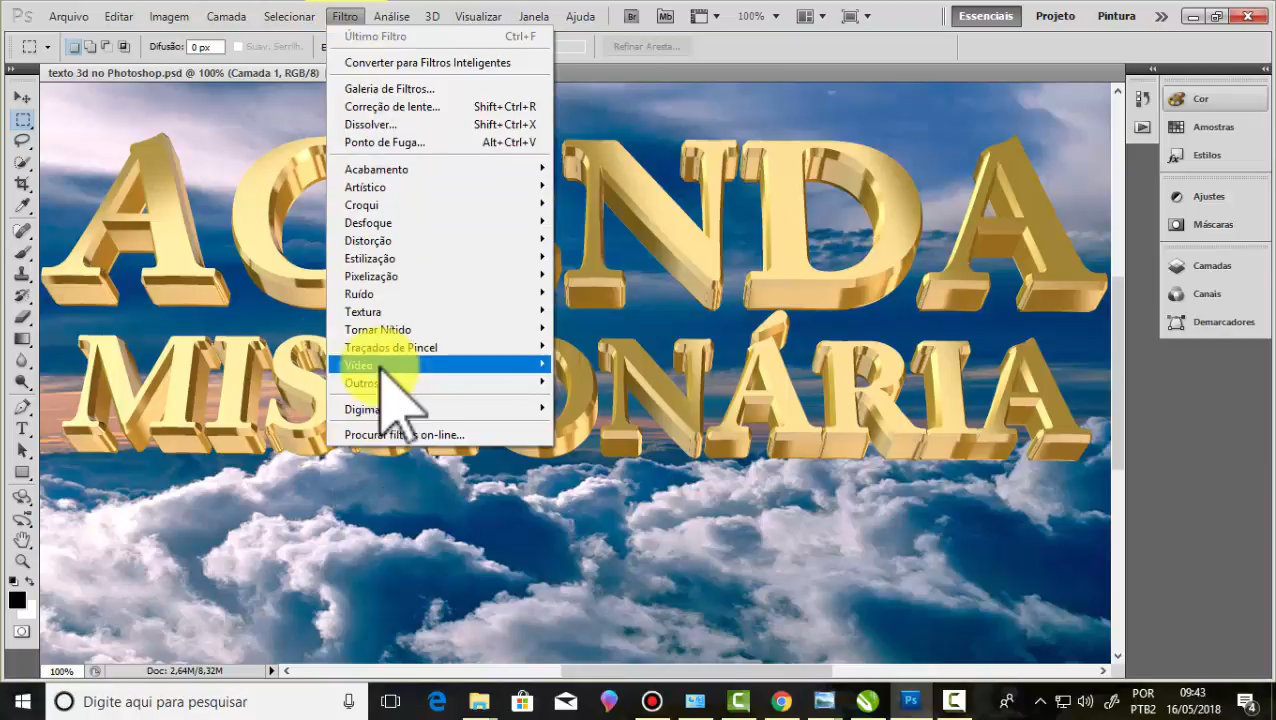 Ps Arquivo Editar Imagem Camada Selecionar Filtro Análise 3D Visualizar Janela Ajuda Br Mb 100% Essenciais Projeto Pintura
Difusão: 0 px Suav. Serrilh. Refinar Aresta...
texto 3d no Photoshop.psd @ 100% (Camada 1, RGB/8)
Último Filtro Ctrl+F
Converter para Filtros Inteligentes
Galeria de Filtros...
Correção de lente... Shift+Ctrl+R
Dissolver... Shift+Ctrl+X
Ponto de Fuga... Alt+Ctrl+V
Acabamento
Artístico
Croqui
Desfoque
Distorção
Estilização
Pixelização
Ruído
Textura
Tornar Nítido
Traçados de Pincel
Vídeo
Outros
Procurar on-line...
Cor
Amostras
Estilos
Ajustes
Máscaras
Camadas
Canais
Demarcadores
100% Doc: 2,64M/8,32M
Digite aqui para pesquisar
POR
PTB2
09:43
16/05/2018
4